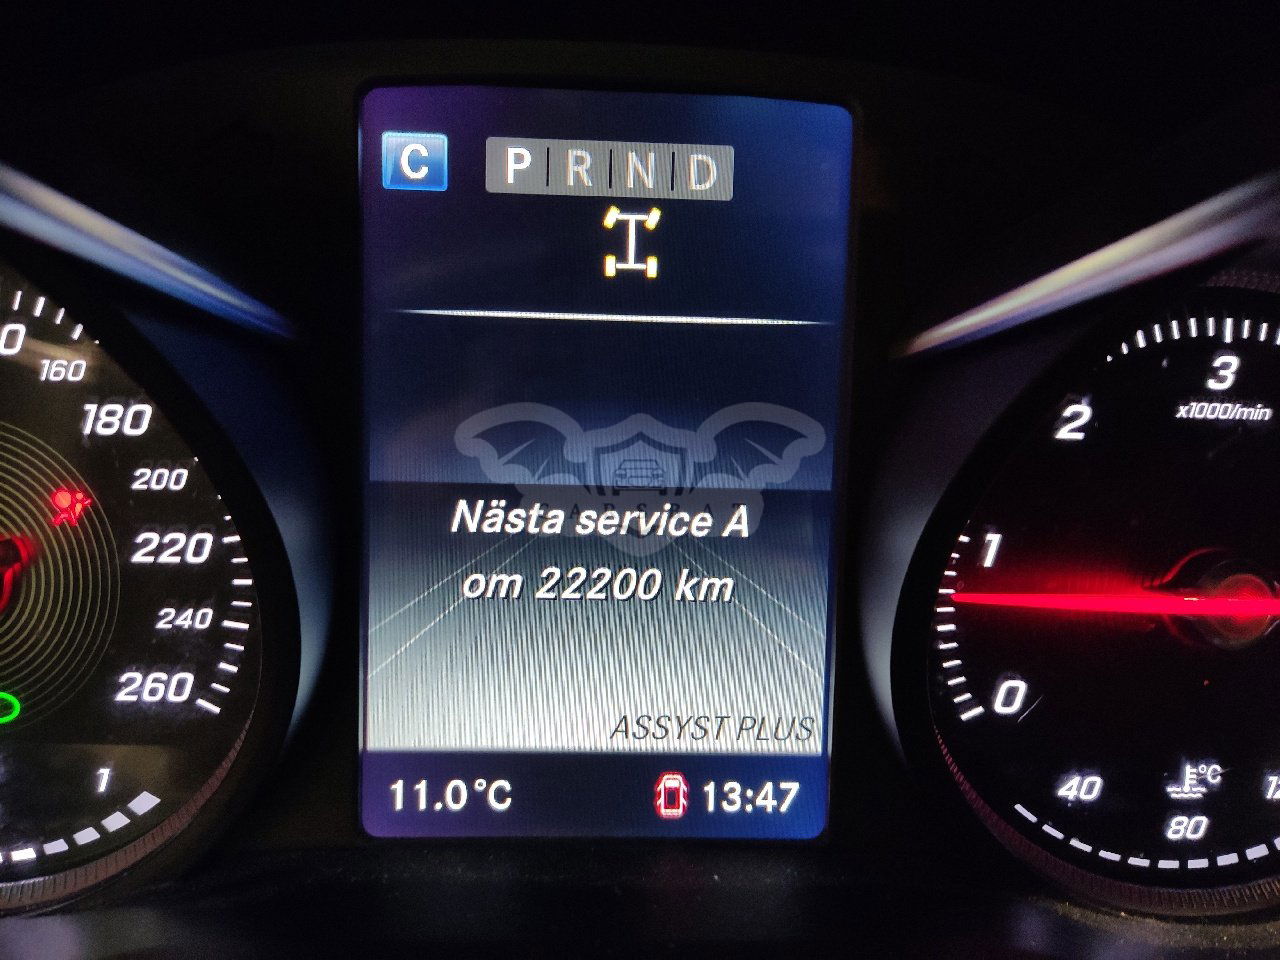 C
P R N D
160
180
200
220
240
260
1
Nästa service A
om 22200 km
ASSYST PLUS
11.0°C
13:47
3
x1000/min
2
1
0
40
°C
80